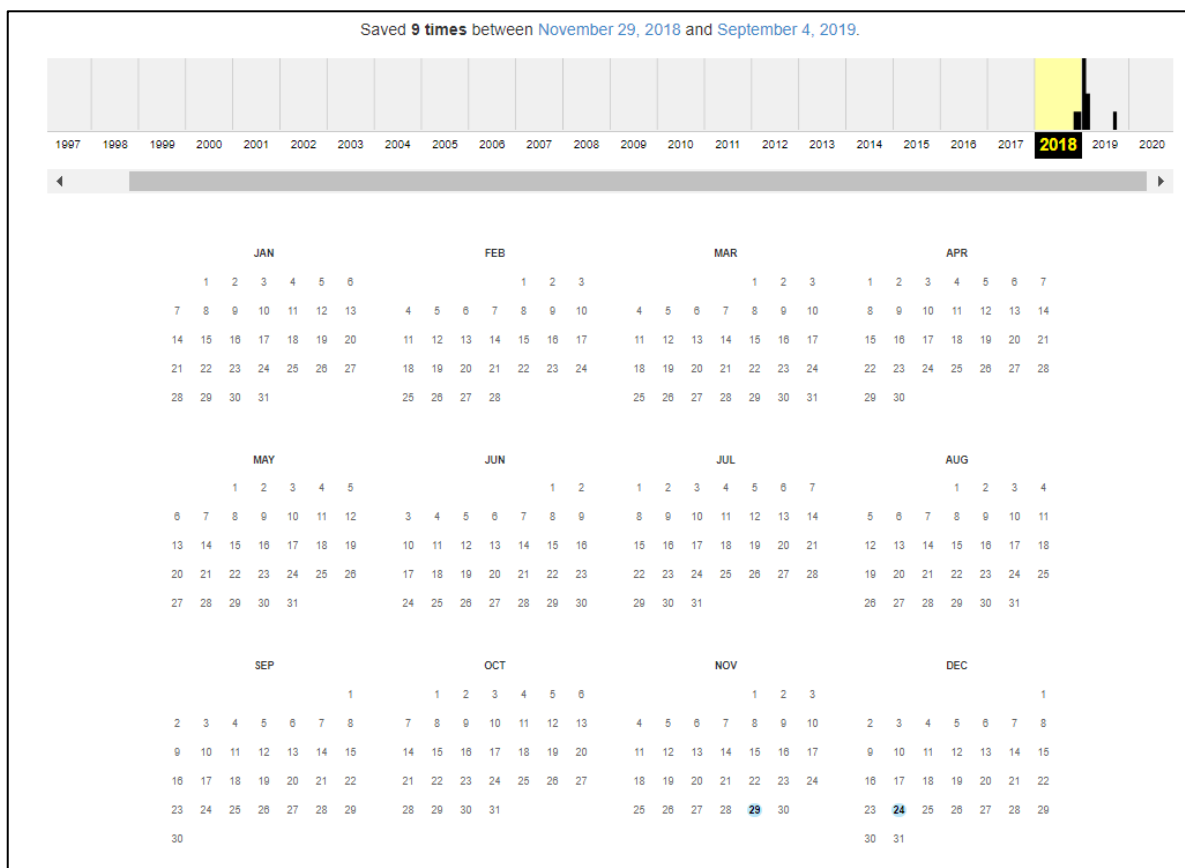 Saved 9 times between November 29, 2018 and September 4, 2019.
1997 1998 1999 2000 2001 2002 2003 2004 2005 2006 2007 2008 2009 2010 2011 2012 2013 2014 2015 2016 2017 2018 2019 2020
JAN FEB MAR APR
1 2 3 4 5 6 1 2 3 1 2 3 1 2 3 4 5 6 7
7 8 9 10 11 12 13 4 5 6 7 8 9 10 4 5 6 7 8 9 10 8 9 10 11 12 13 14
14 15 16 17 18 19 20 11 12 13 14 15 16 17 11 12 13 14 15 16 17 15 16 17 18 19 20 21
21 22 23 24 25 26 27 18 19 20 21 22 23 24 18 19 20 21 22 23 24 22 23 24 25 26 27 28
28 29 30 31 25 26 27 28 25 26 27 28 29 30 31 29 30
MAY JUN JUL AUG
1 2 3 4 5 1 2 1 2 3 4 5 6 7 1 2 3 4
6 7 8 9 10 11 12 3 4 5 6 7 8 9 8 9 10 11 12 13 14 5 6 7 8 9 10 11
13 14 15 16 17 18 19 10 11 12 13 14 15 16 15 16 17 18 19 20 21 12 13 14 15 16 17 18
20 21 22 23 24 25 26 17 18 19 20 21 22 23 22 23 24 25 26 27 28 19 20 21 22 23 24 25
27 28 29 30 31 24 25 26 27 28 29 30 29 30 31 26 27 28 29 30 31
SEP OCT NOV DEC
1 1 2 3 4 5 6 1 2 3 1
2 3 4 5 6 7 8 7 8 9 10 11 12 13 4 5 6 7 8 9 10 2 3 4 5 6 7 8
9 10 11 12 13 14 15 14 15 16 17 18 19 20 11 12 13 14 15 16 17 9 10 11 12 13 14 15
16 17 18 19 20 21 22 21 22 23 24 25 26 27 18 19 20 21 22 23 24 16 17 18 19 20 21 22
23 24 25 26 27 28 29 28 29 30 31 25 26 27 28 29 30 23 24 25 26 27 28 29
30 30 31